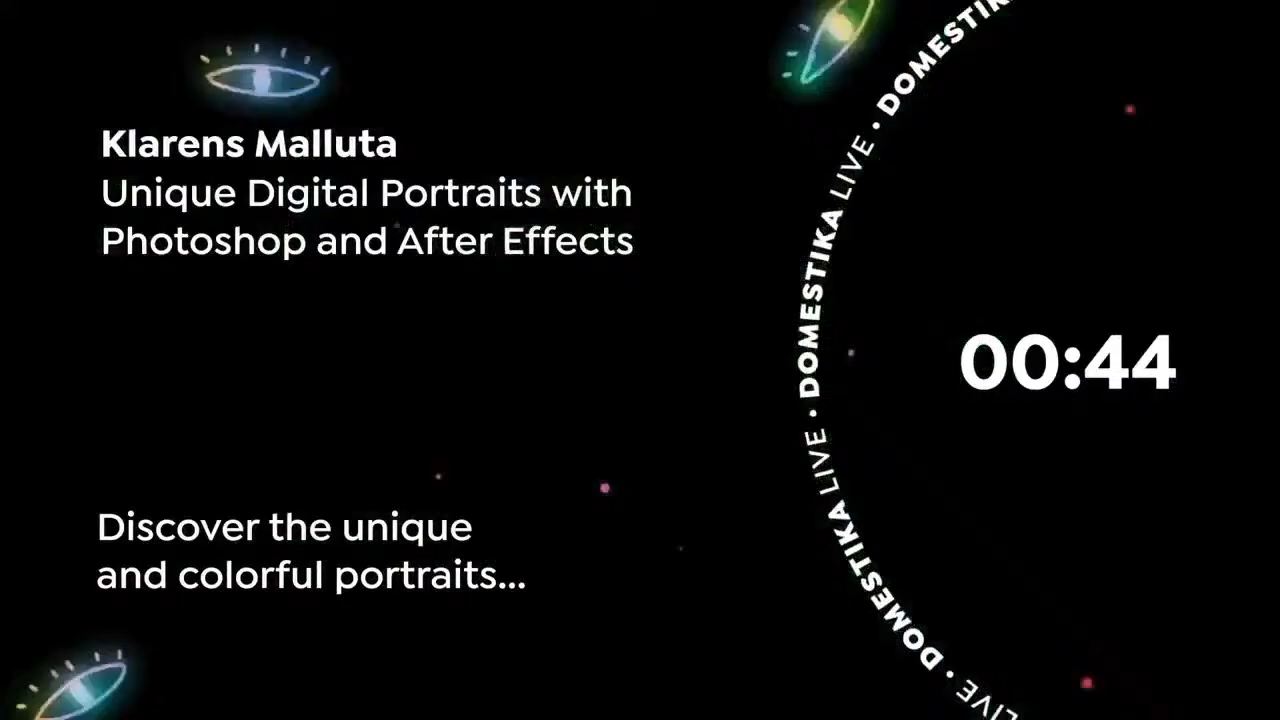 Klarens Malluta
Unique Digital Portraits with
Photoshop and After Effects
Discover the unique
and colorful portraits...
LIVE • DOMESTIKA LIVE • DOMESTIKA LIVE • DOMESTIK
00:44